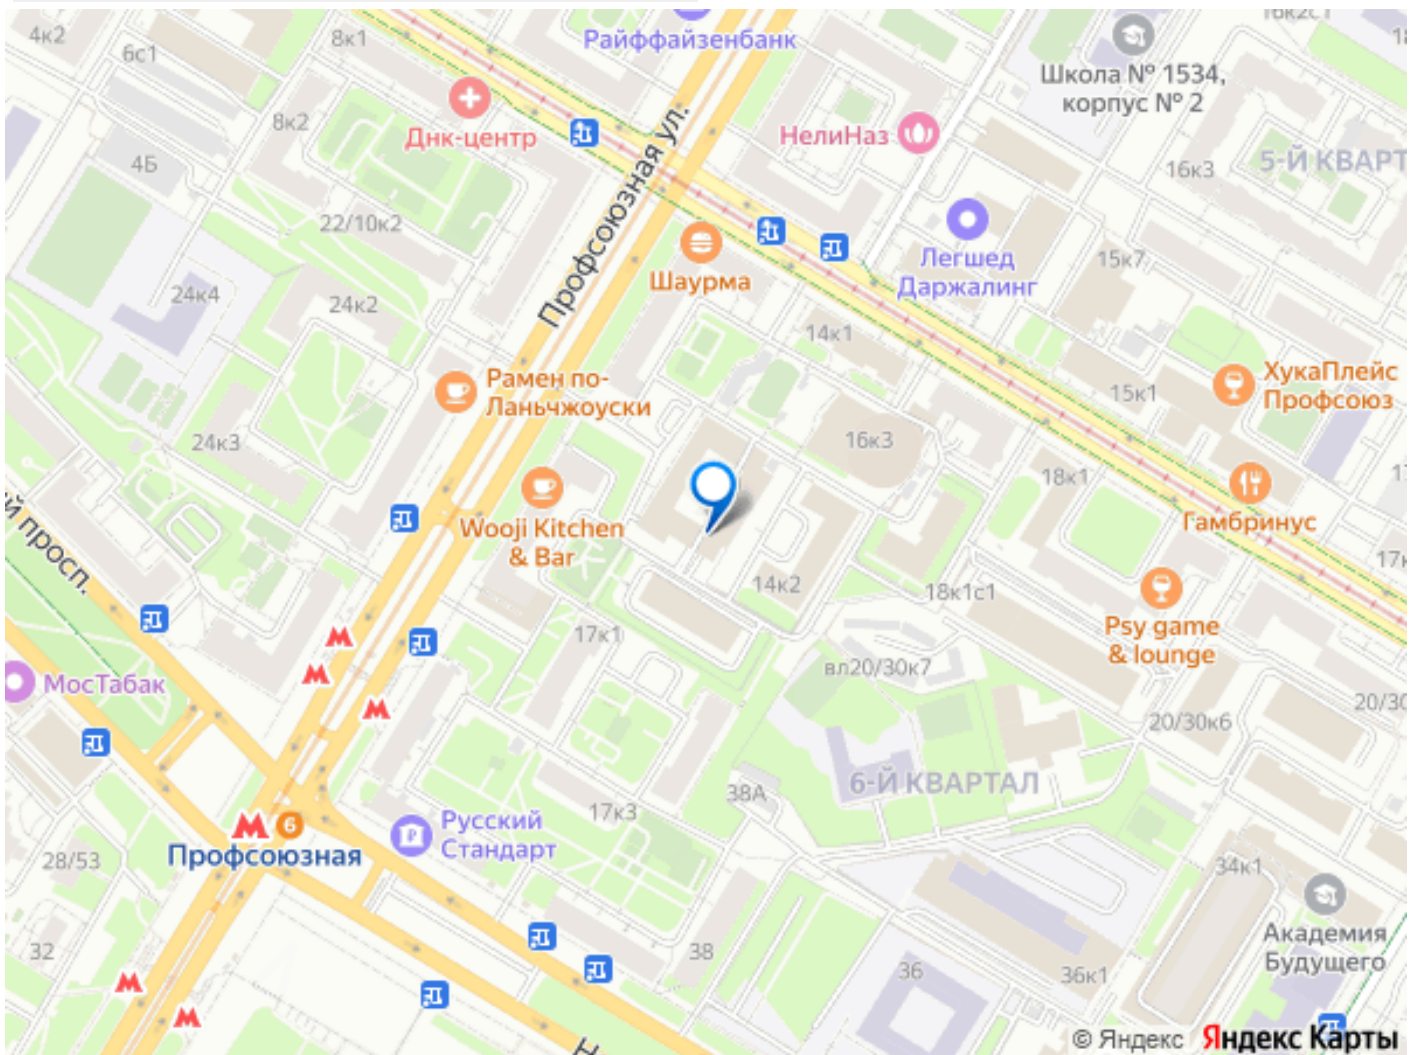 4к2
6с1
8к1
Райффайзенбанк
16к2с1
Школа № 1534,
корпус № 2
Днк-центр
8к2
4Б
НелиНаз
5-Й КВАРТ
16к3
22/10к2
Профсоюзная ул.
Шаурма
Легшед
Даржалинг
15к7
24к4
24к2
14к1
Рамен по-
Ланьчжоуски
ХукаПлейс
Профсоюз
15к1
24к3
16к3
18к1
Wooji Kitchen
& Bar
Гамбринус
17к
й просп.
14к2
18к1с1
Psy game
& lounge
17к1
вл20/30к7
МосТабак
20/30
20/30к6
6-Й КВАРТАЛ
38А
17к3
Русский
Стандарт
М 6
Профсоюзная
28/53
34к1
Академия
Будущего
32
38
36
36к1
© Яндекс Яндекс Карты